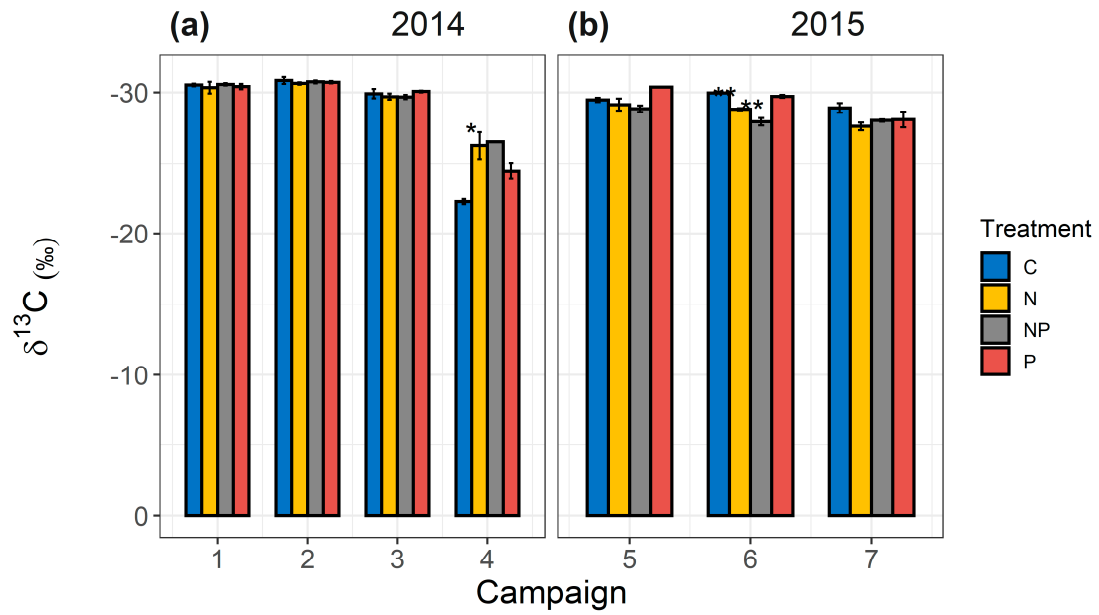 (a) 2014 (b) 2015
-30
-20
-10
0
δ¹³C (‰)
*
**
**
1 2 3 4 5 6 7
Campaign
Treatment
C
N
NP
P